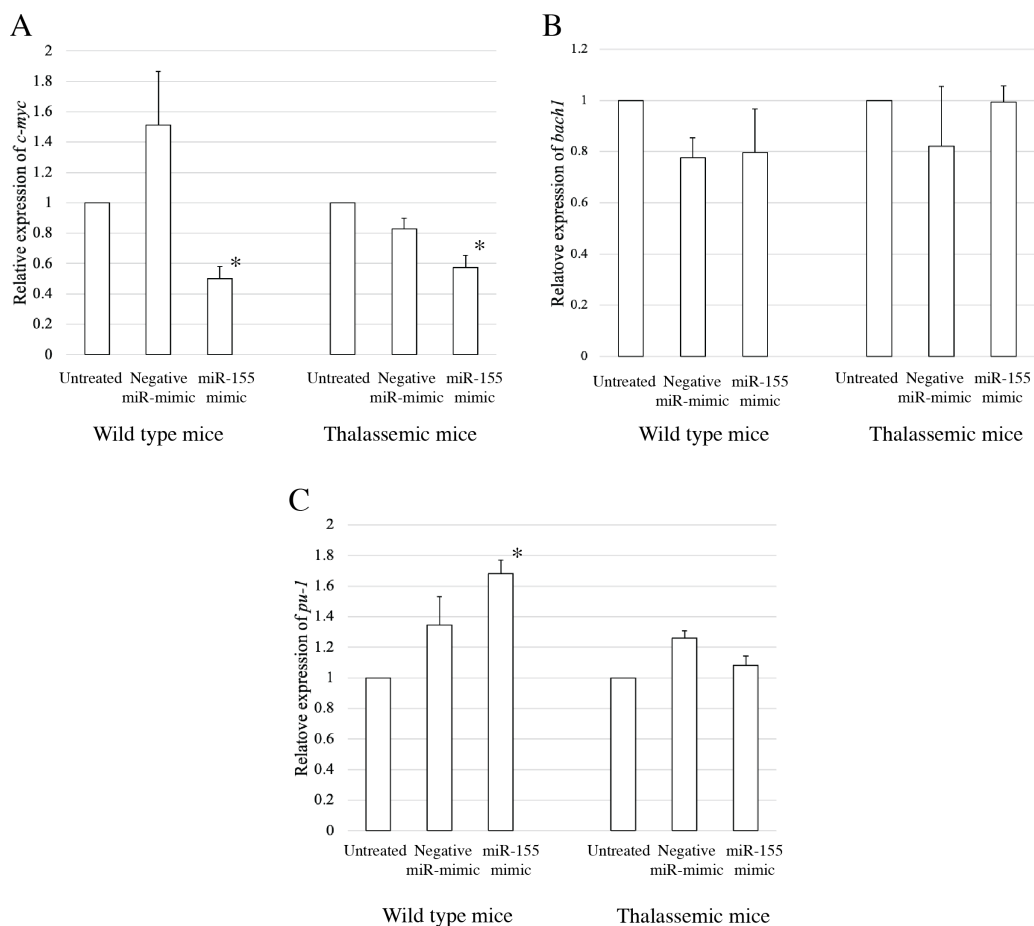 A
Relative expression of c-myc
2
1.8
1.6
1.4
1.2
1
0.8
0.6
0.4
0.2
0
*
*
Untreated Negative miR-mimic miR-155 mimic
Untreated Negative miR-mimic miR-155 mimic
Wild type mice
Thalassemic mice
B
Relatove expression of bach1
1.2
1
0.8
0.6
0.4
0.2
0
Untreated Negative miR-mimic miR-155 mimic
Untreated Negative miR-mimic miR-155 mimic
Wild type mice
Thalassemic mice
C
Relatove expression of pu-1
2
1.8
1.6
1.4
1.2
1
0.8
0.6
0.4
0.2
0
*
Untreated Negative miR-mimic miR-155 mimic
Untreated Negative miR-mimic miR-155 mimic
Wild type mice
Thalassemic mice